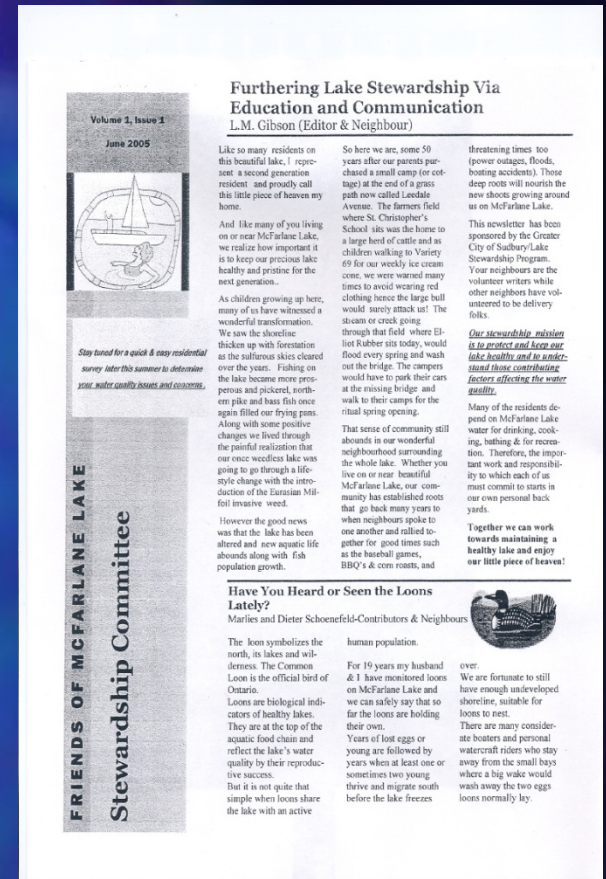 Volume 1, Issue 1
June 2005
Stay tuned for a quick & easy residential
survey later this summer to determine
your water quality issues and concerns.
FRIENDS OF MCFARLANE LAKE
Stewardship Committee
Furthering Lake Stewardship Via
Education and Communication
L.M. Gibson (Editor & Neighbour)
Like so many residents on
this beautiful lake, I repre-
sent a second generation
resident and proudly call
this little piece of heaven my
home.
And like many of you living
on or near McFarlane Lake,
we realize how important it
is to keep our precious lake
healthy and pristine for the
next generation..
As children growing up here,
many of us have witnessed a
wonderful transformation.
We saw the shoreline
thicken up with forestation
as the sulfurous skies cleared
over the years. Fishing on
the lake became more pros-
perous and pickerel, north-
ern pike and bass fish once
again filled our frying pans.
Along with some positive
changes we lived through
the painful realization that
our once weedless lake was
going to go through a life-
style change with the intro-
duction of the Eurasian Mil-
foil invasive weed.
However the good news
was that the lake has been
altered and new aquatic life
abounds along with fish
population growth.
So here we are, some 50
years after our parents pur-
chased a small camp (or cot-
tage) at the end of a grass
path now called Leedale
Avenue. The farmers field
where St. Christopher's
School sits was the home to
a large herd of cattle and as
children walking to Variety
69 for our weekly ice cream
cone, we were warned many
times to avoid wearing red
clothing hence the large bull
would surely attack us! The
stream or creek going
through that field where El-
liot Rubber sits today, would
flood every spring and wash
out the bridge. The campers
would have to park their cars
at the missing bridge and
walk to their camps for the
ritual spring opening.
That sense of community still
abounds in our wonderful
neighbourhood surrounding
the whole lake. Whether you
live on or near beautiful
McFarlane Lake, our com-
munity has established roots
that go back many years to
when neighbours spoke to
one another and rallied to-
gether for good times such
as the baseball games,
BBQ's & corn roasts, and
threatening times too
(power outages, floods,
boating accidents). Those
deep roots will nourish the
new shoots growing around
us on McFarlane Lake.
This newsletter has been
sponsored by the Greater
City of Sudbury/Lake
Stewardship Program.
Your neighbours are the
volunteer writers while
other neighbors have vol-
unteered to be delivery
folks.
Our stewardship mission
is to protect and keep our
lake healthy and to under-
stand those contributing
factors affecting the water
quality.
Many of the residents de-
pend on McFarlane Lake
water for drinking, cook-
ing, bathing & for recrea-
tion. Therefore, the impor-
tant work and responsibil-
ity to which each of us
must commit to starts in
our own personal back
yards.
Together we can work
towards maintaining a
healthy lake and enjoy
our little piece of heaven!
Have You Heard or Seen the Loons
Lately?
Marlies and Dieter Schoenefeld-Contributors & Neighbours
The loon symbolizes the
north, its lakes and wil-
derness. The Common
Loon is the official bird of
Ontario.
Loons are biological indi-
cators of healthy lakes.
They are at the top of the
aquatic food chain and
reflect the lake's water
quality by their reproduc-
tive success.
But it is not quite that
simple when loons share
the lake with an active
human population.
For 19 years my husband
& I have monitored loons
on McFarlane Lake and
we can safely say that so
far the loons are holding
their own.
Years of lost eggs or
young are followed by
years when at least one or
sometimes two young
thrive and migrate south
before the lake freezes
over.
We are fortunate to still
have enough undeveloped
shoreline, suitable for
loons to nest.
There are many consider-
ate boaters and personal
watercraft riders who stay
away from the small bays
where a big wake would
wash away the two eggs
loons normally lay.